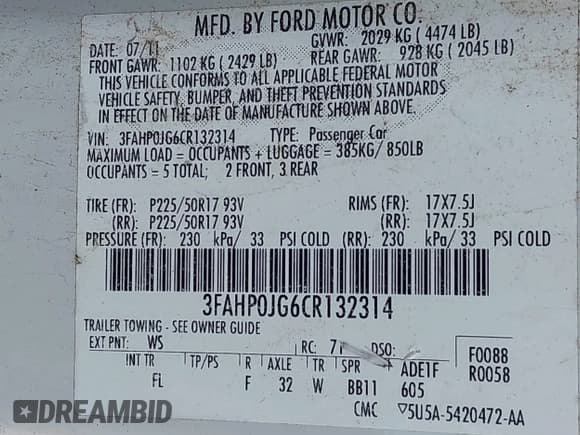 MFD. BY FORD MOTOR CO.
DATE: 07/11 GVWR: 2029 KG ( 4474 LB)
FRONT GAWR: 1102 KG ( 2429 LB) REAR GAWR: 928 KG ( 2045 LB)
THIS VEHICLE CONFORMS TO ALL APPLICABLE FEDERAL MOTOR
VEHICLE SAFETY, BUMPER, AND THEFT PREVENTION STANDARDS
IN EFFECT ON THE DATE OF MANUFACTURE SHOWN ABOVE.
VIN: 3FAHP0JG6CR132314 TYPE: Passenger Car
MAXIMUM LOAD = OCCUPANTS + LUGGAGE = 385KG/ 850LB
OCCUPANTS = 5 TOTAL; 2 FRONT, 3 REAR
TIRE (FR): P225/50R17 93V RIMS (FR): 17X7.5J
(RR): P225/50R17 93V (RR): 17X7.5J
PRESSURE (FR): 230 kPa/ 33 PSI COLD (RR): 230 kPa/ 33 PSI COLD
3FAHP0JG6CR132314
TRAILER TOWING - SEE OWNER GUIDE
EXT PNT: WS RC: 71 DSO: F0088
INT TR TP/PS R AXLE TR SPR ADE1F R0058
FL F 32 W BB11 605
CMC ▽5U5A-5420472-AA
DREAMBID